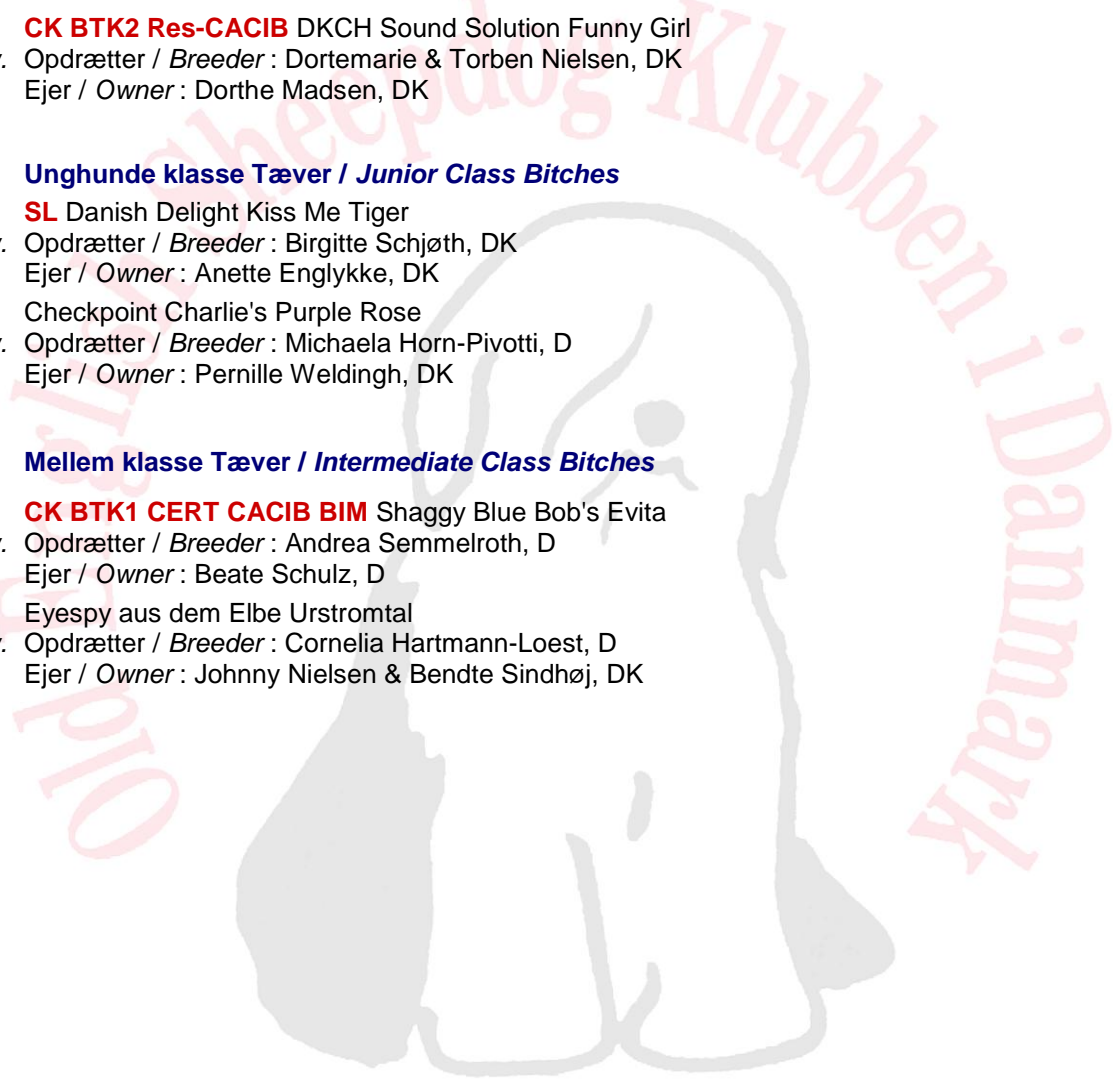 CK BTK2 Res-CACIB DKCH Sound Solution Funny Girl
Opdrætter / Breeder : Dortemarie & Torben Nielsen, DK
Ejer / Owner : Dorthe Madsen, DK
Unghunde klasse Tæver / Junior Class Bitches
SL Danish Delight Kiss Me Tiger
Opdrætter / Breeder : Birgitte Schjøth, DK
Ejer / Owner : Anette Englykke, DK
Checkpoint Charlie's Purple Rose
Opdrætter / Breeder : Michaela Horn-Pivotti, D
Ejer / Owner : Pernille Weldingh, DK
Mellem klasse Tæver / Intermediate Class Bitches
CK BTK1 CERT CACIB BIM Shaggy Blue Bob's Evita
Opdrætter / Breeder : Andrea Semmelroth, D
Ejer / Owner : Beate Schulz, D
Eyespy aus dem Elbe Urstromtal
Opdrætter / Breeder : Cornelia Hartmann-Loest, D
Ejer / Owner : Johnny Nielsen & Bendte Sindhøj, DK
Old English Sheepdog Klubben i Danmark